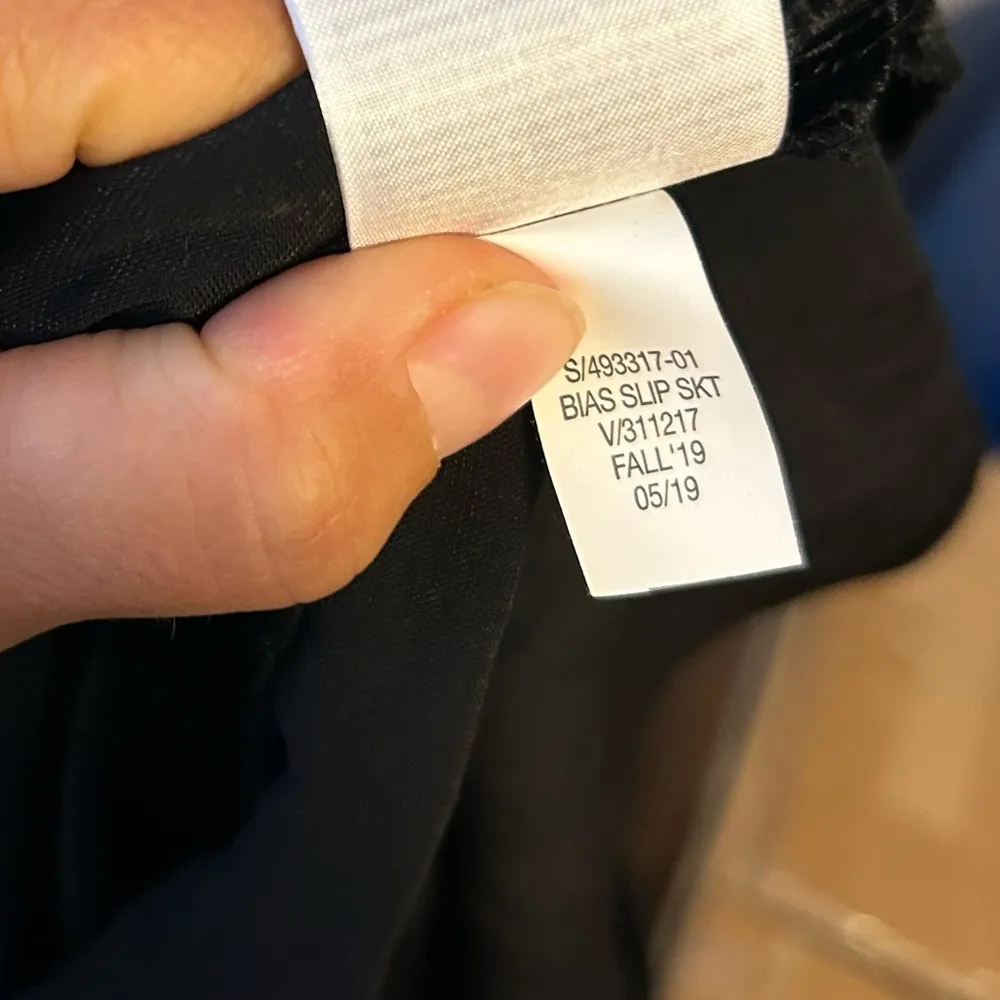 S/493317-01
BIAS SLIP SKT
V/311217
FALL'19
05/19